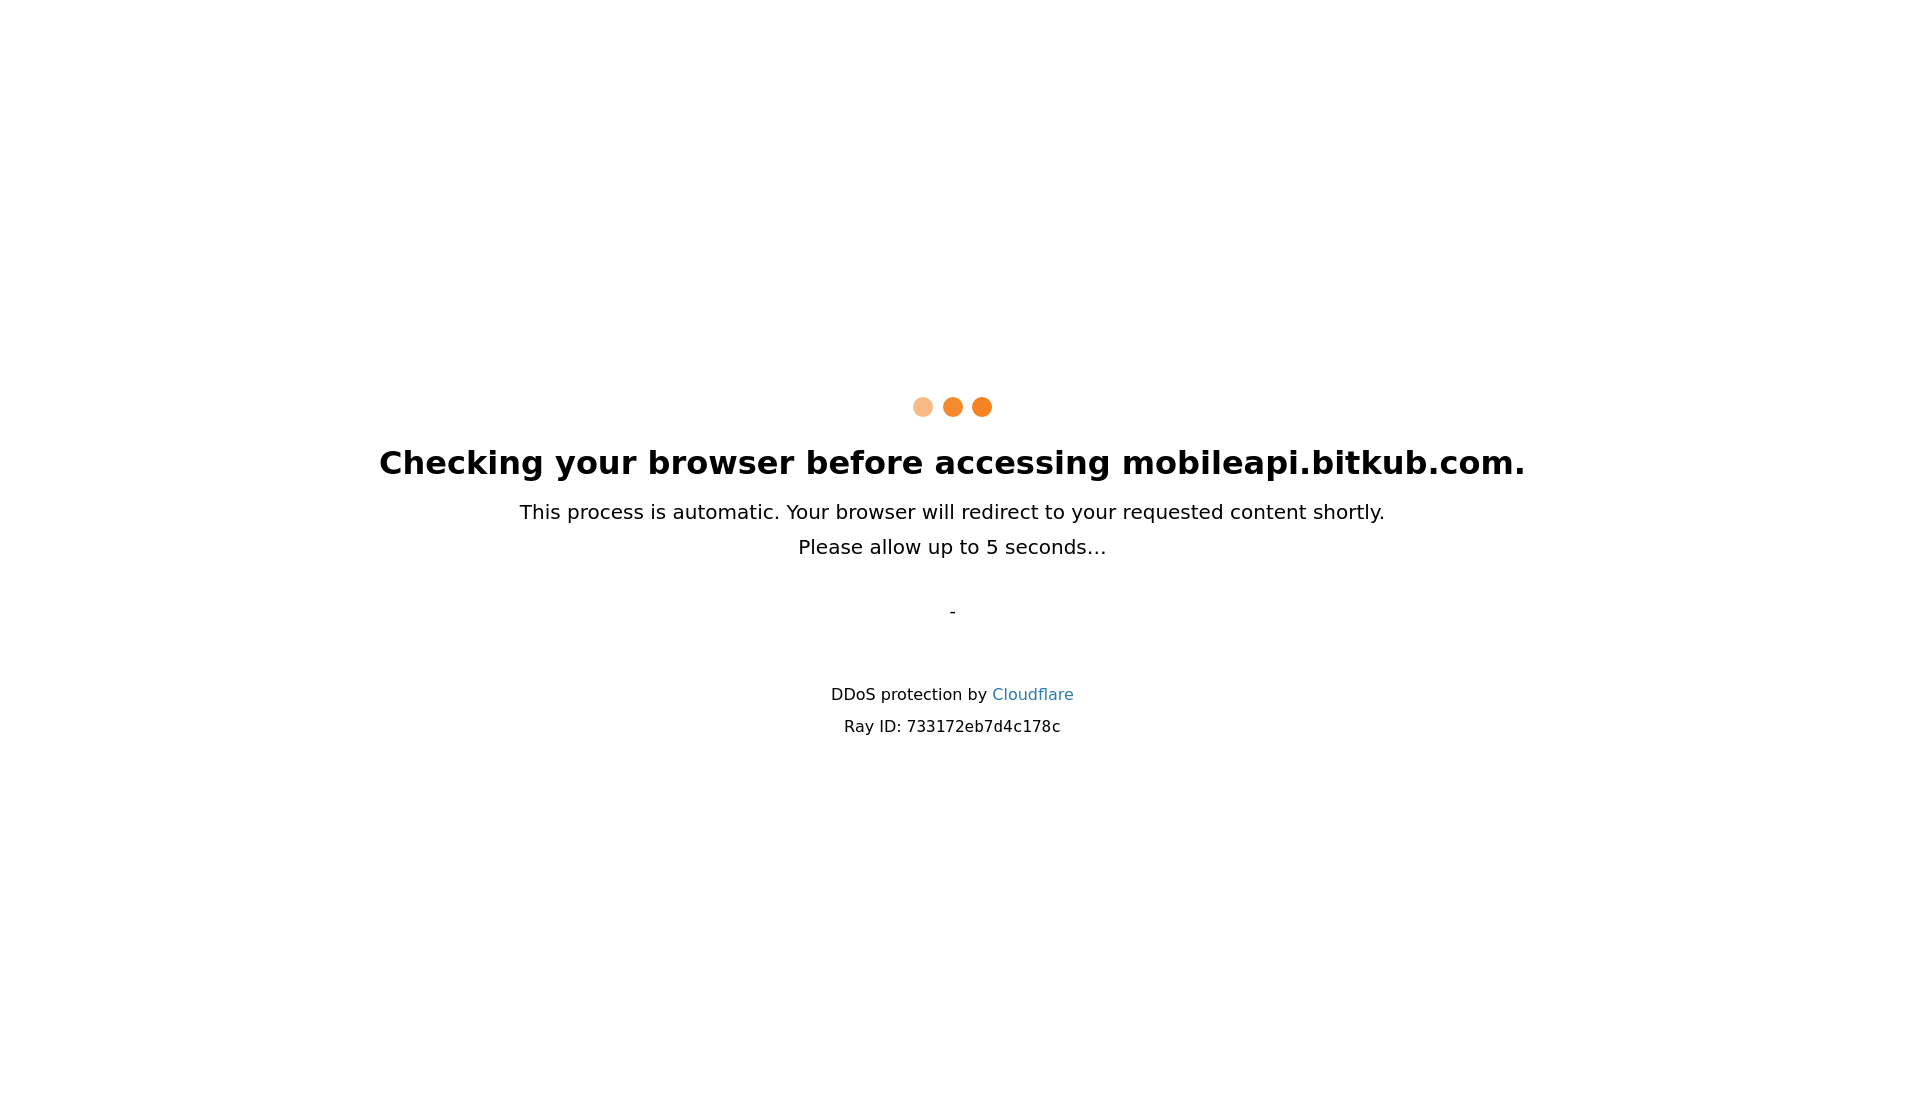 Checking your browser before accessing mobileapi.bitkub.com.
This process is automatic. Your browser will redirect to your requested content shortly.
Please allow up to 5 seconds…
-
DDoS protection by Cloudflare
Ray ID: 733172eb7d4c178c